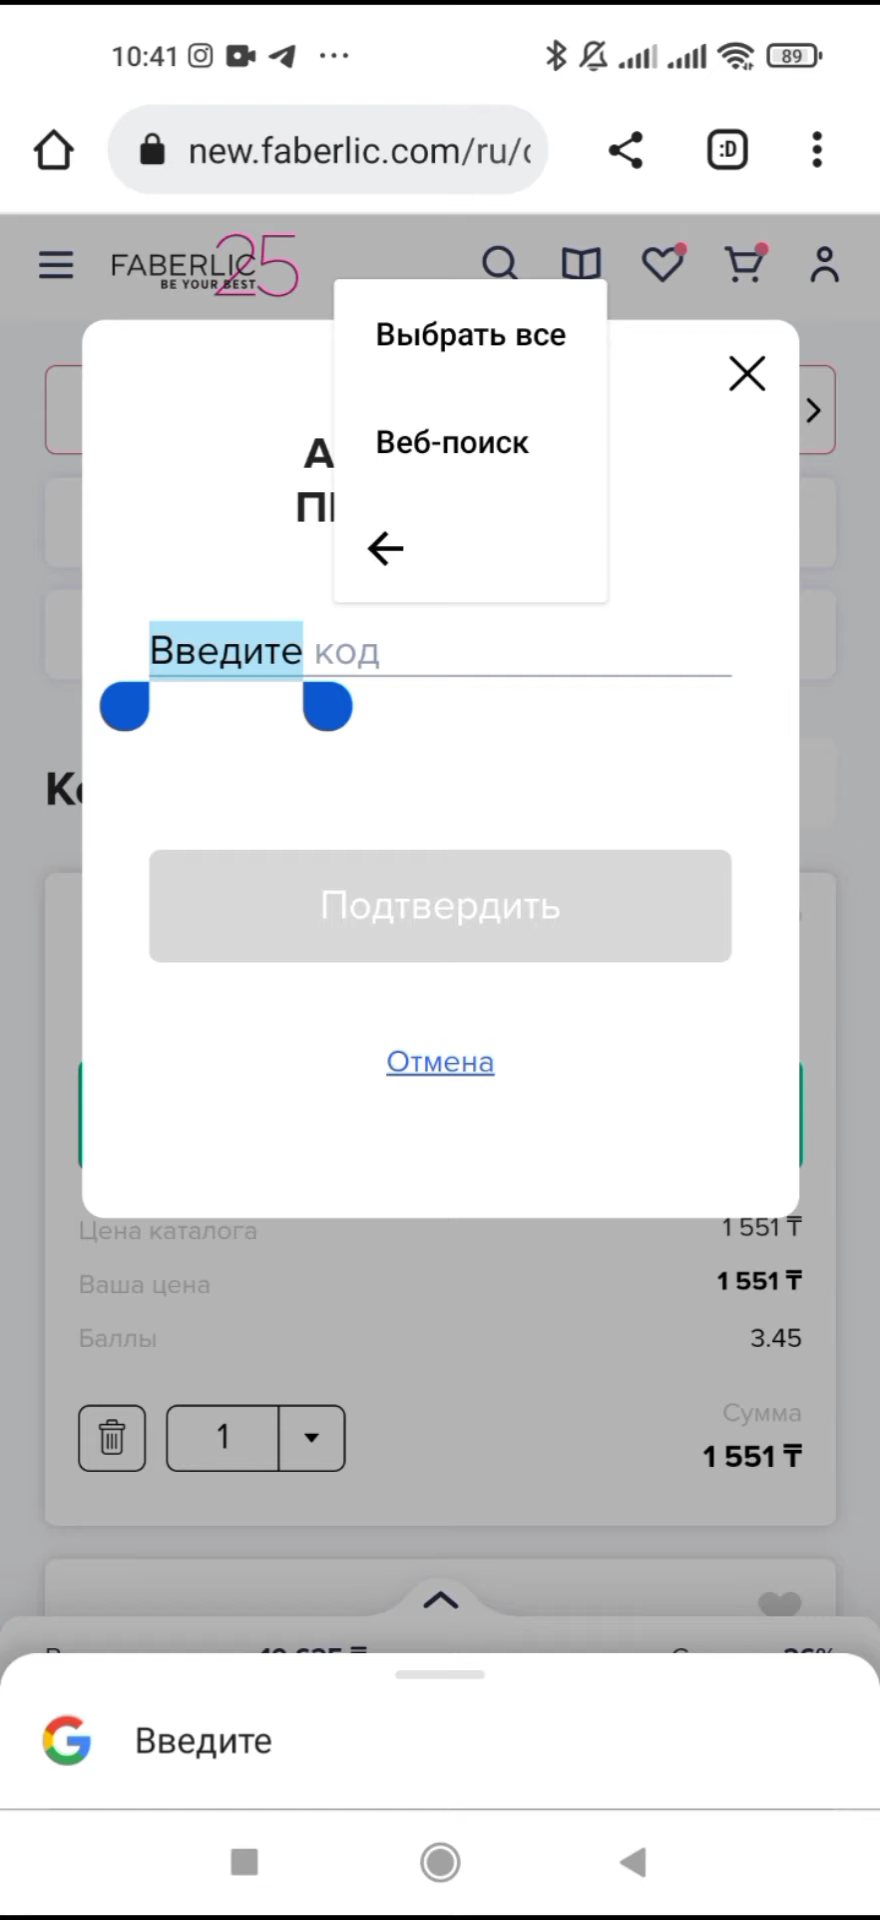 10:41
89
new.faberlic.com/ru/
:D
FABERLIC 25
BE YOUR BEST
Выбрать все
Веб-поиск
Введите код
Подтвердить
Отмена
Цена каталога 1 551 ₸
Ваша цена 1 551 ₸
Баллы 3.45
Сумма
1 1 551 ₸
Введите